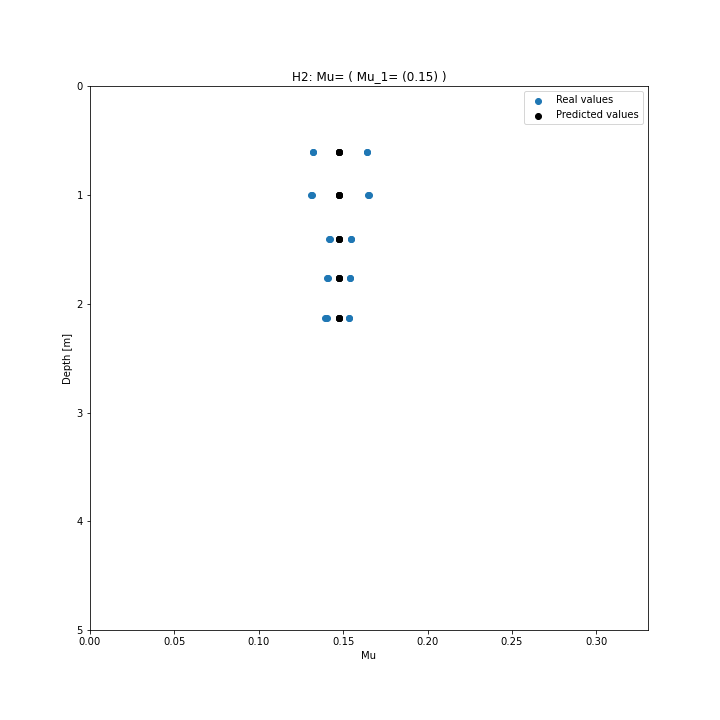 H2: Mu= ( Mu_1= (0.15) )
Real values
Predicted values
0
1
2
3
4
5
Depth [m]
0.00 0.05 0.10 0.15 0.20 0.25 0.30
Mu